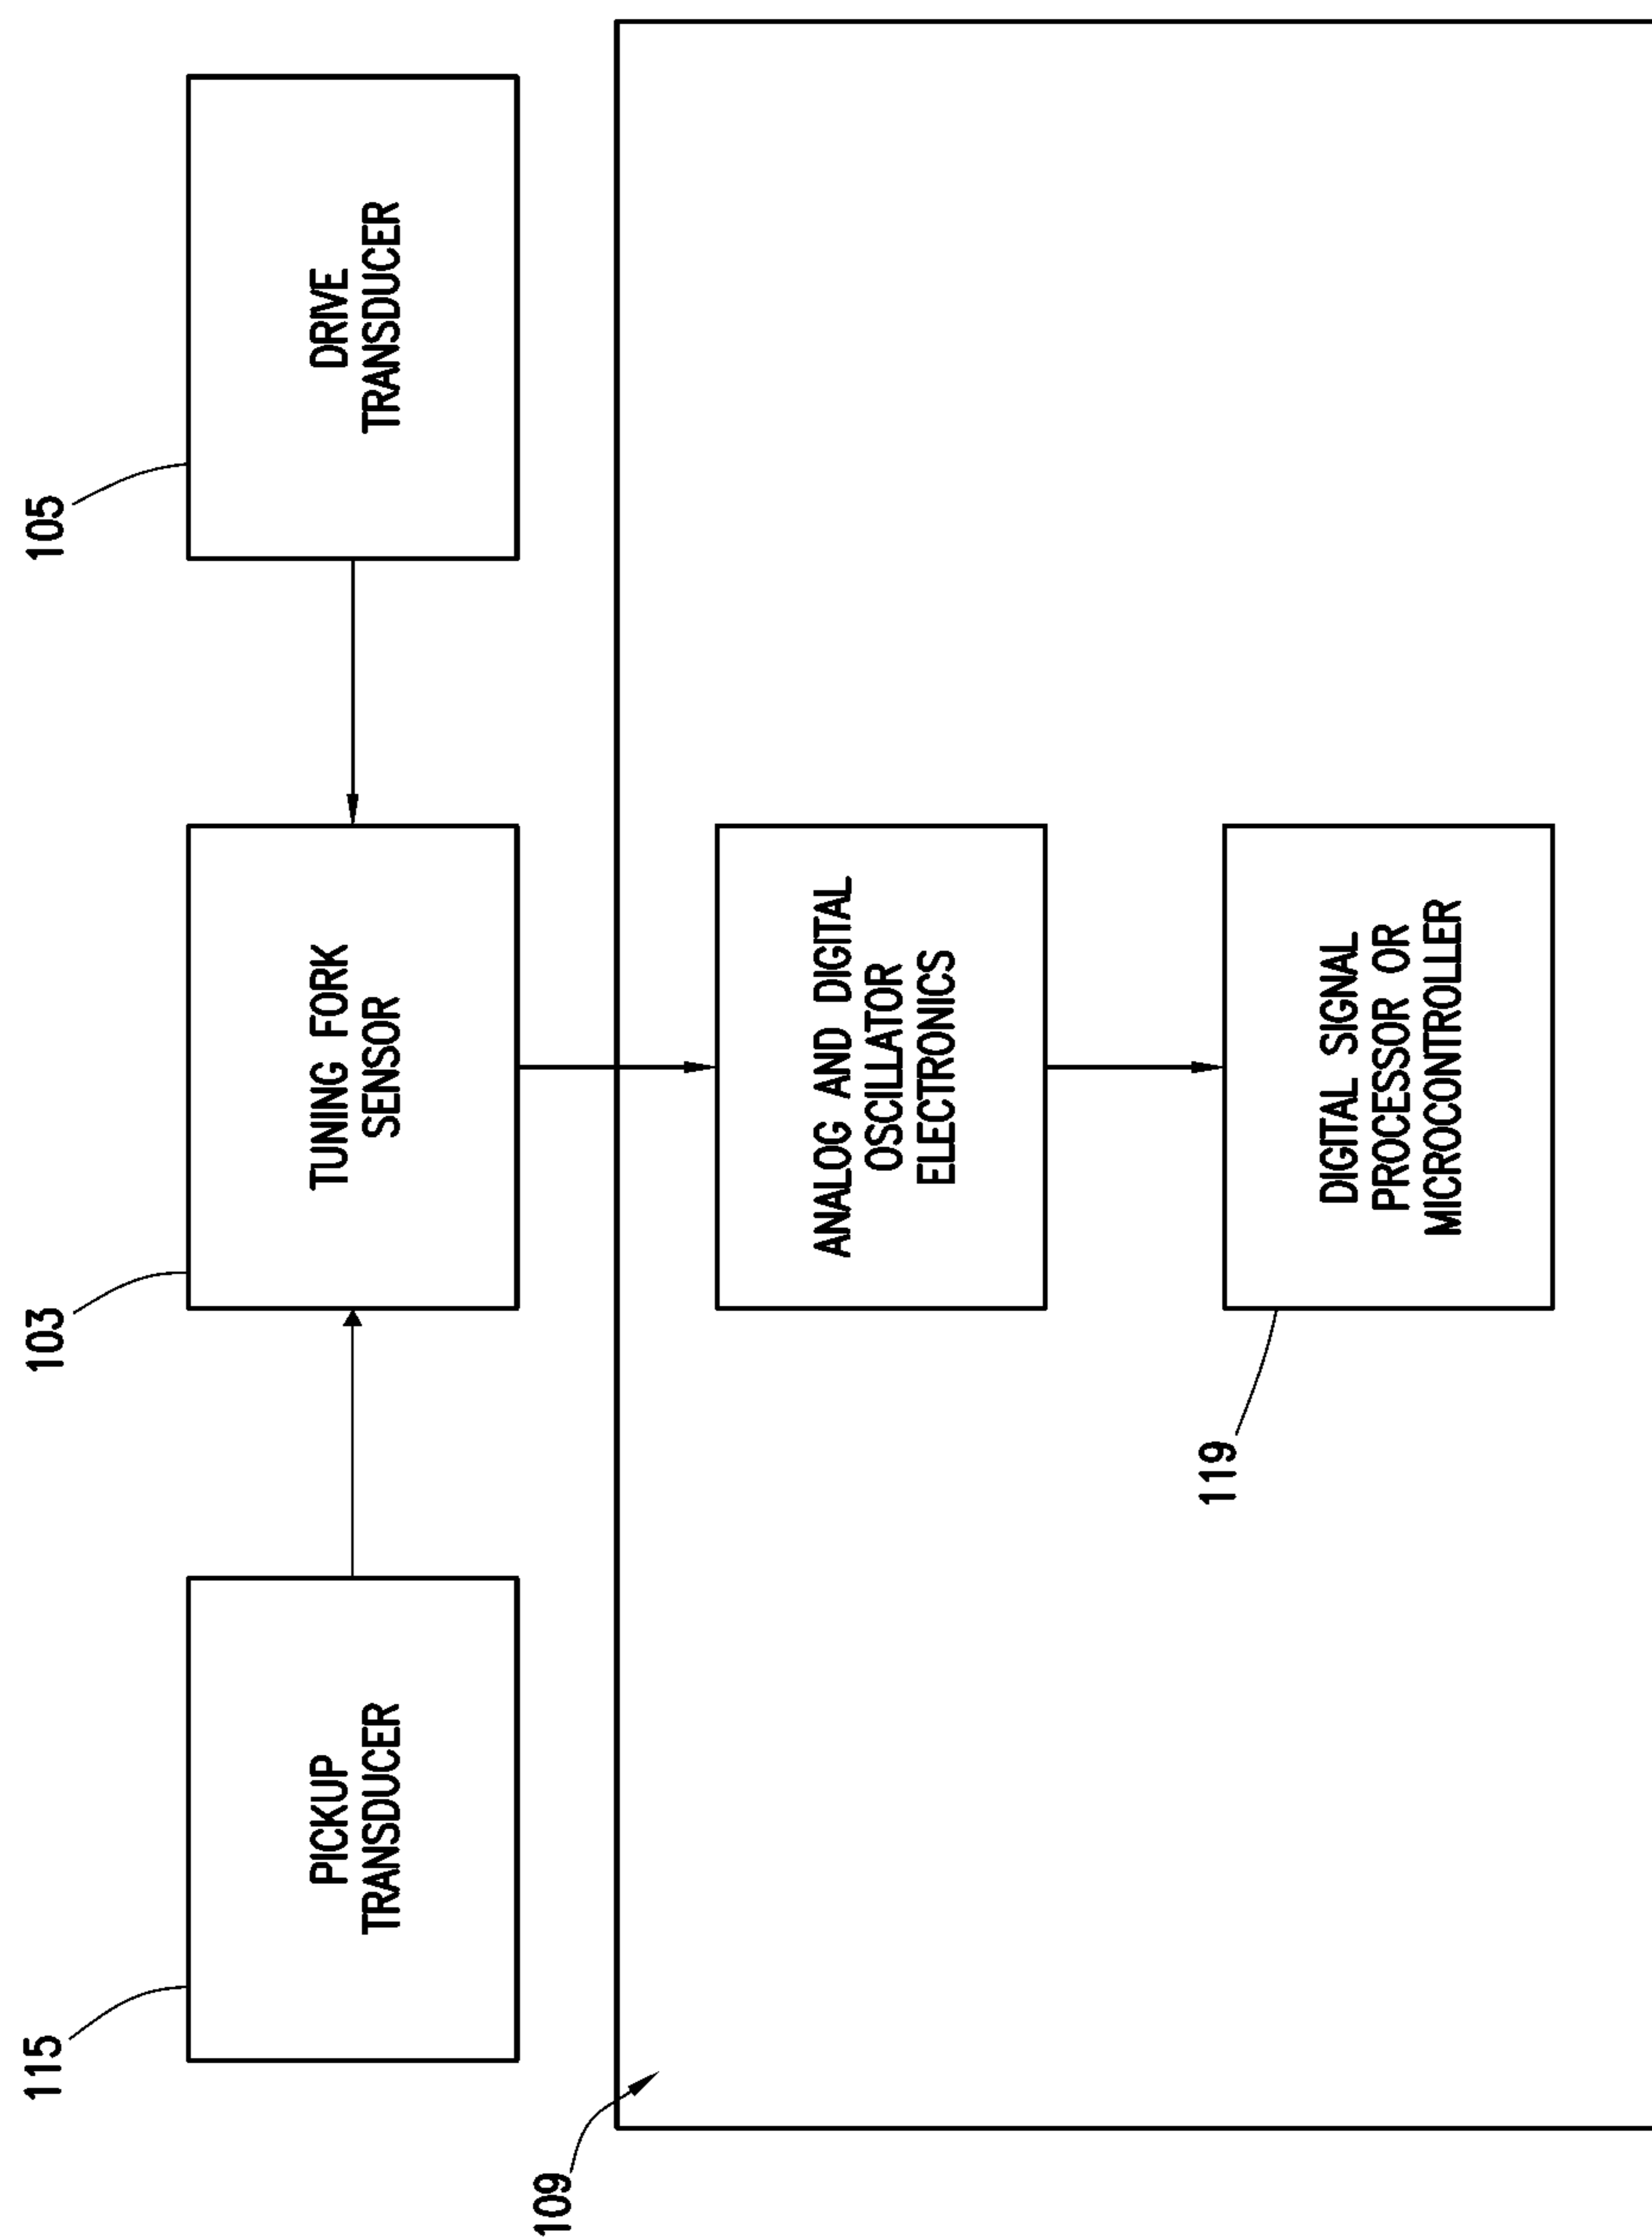 115
PICKUP
TRANSDUCER
103
TUNING FORK
SENSOR
105
DRIVE
TRANSDUCER
109
ANALOG AND DIGITAL
OSCILLATOR
ELECTRONICS
119
DIGITAL SIGNAL
PROCESSOR OR
MICROCONTROLLER